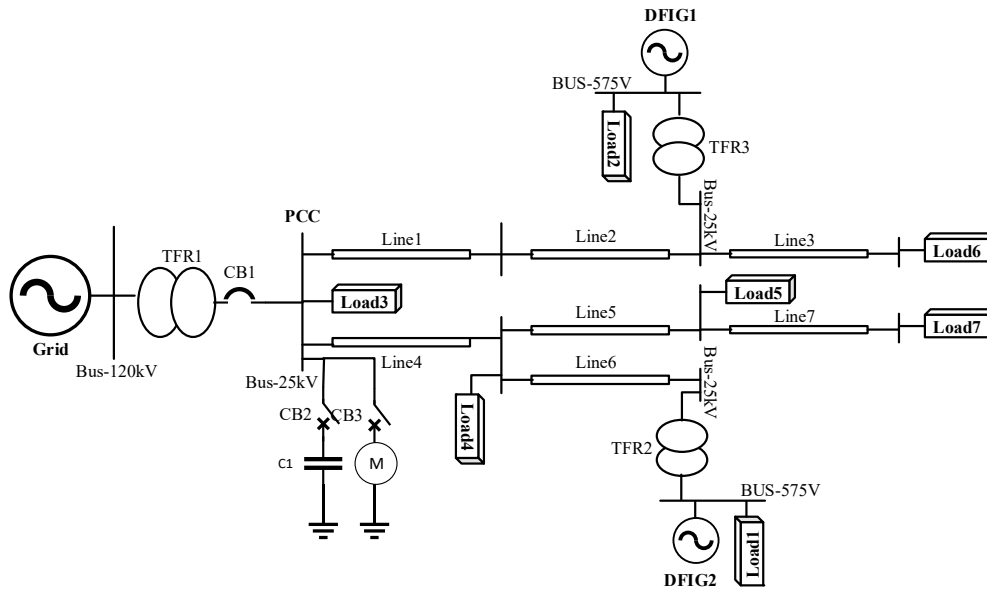 DFIG1
BUS-575V
Load2
TFR3
Bus-25kV
PCC
Line1
Line2
Line3
Load6
TFR1
CB1
Load3
Load5
Grid
Bus-120kV
Line5
Line7
Load7
Line4
Bus-25kV
Line6
Bus-25kV
CB2
CB3
Load4
C1
M
TFR2
BUS-575V
Load1
DFIG2